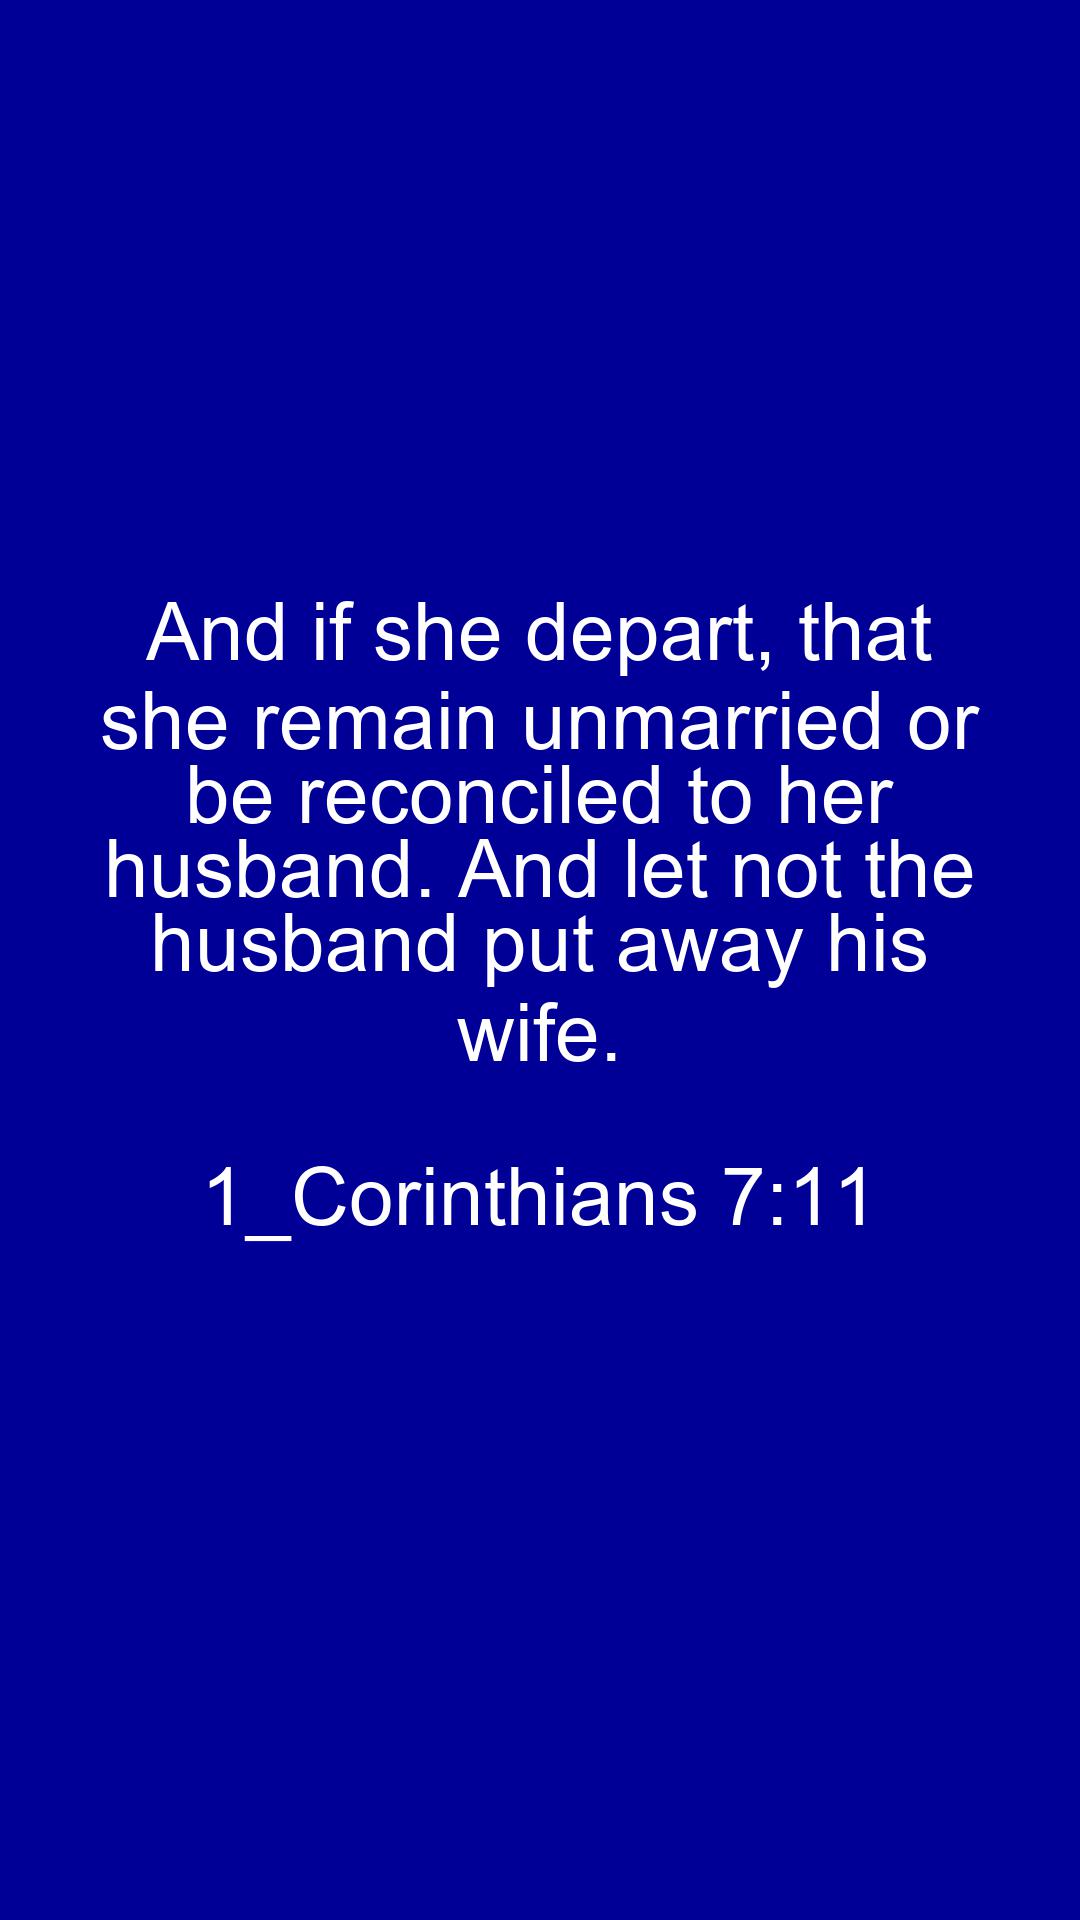 And if she depart, that
she remain unmarried or
be reconciled to her
husband. And let not the
husband put away his
wife.
1_Corinthians 7:11